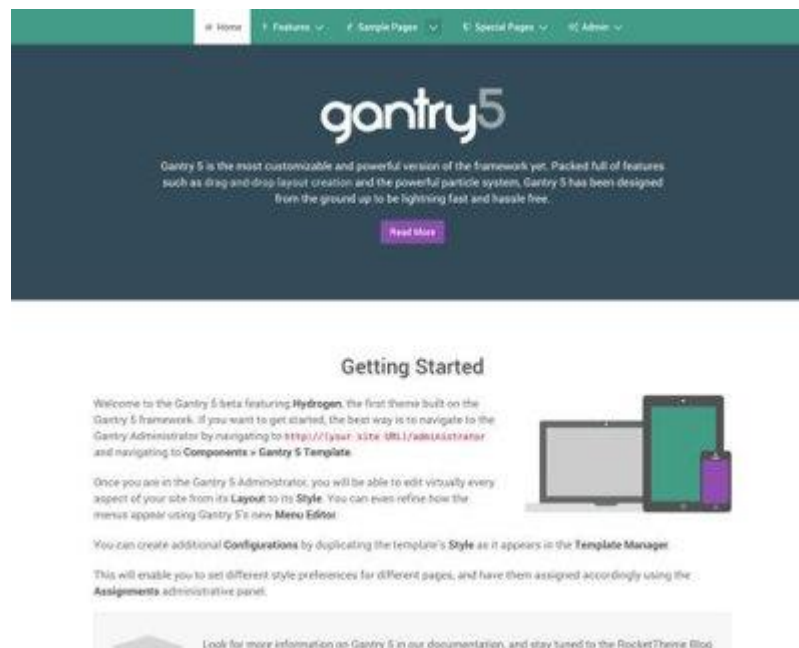 Home Features Sample Pages Special Pages Admin
gantry5
Gantry 5 is the most customizable and powerful version of the framework yet. Packed full of features
such as drag and drop layout creation and the powerful particle system, Gantry 5 has been designed
from the ground up to be lightning fast and hassle free.
Read More
Getting Started
Welcome to the Gantry 5 beta featuring Hydrogen, the first theme built on the
Gantry 5 framework. If you want to get started, the best way is to navigate to the
Gantry Administrator by navigating to http://(your site URL)/administrator
and navigating to Components » Gantry 5 Template.
Once you are in the Gantry 5 Administrator, you will be able to edit virtually every
aspect of your site from its Layout to its Style. You can even refine how the
menus appear using Gantry 5's new Menu Editor.
You can create additional Configurations by duplicating the template's Style as it appears in the Template Manager.
This will enable you to set different style preferences for different pages, and have them assigned accordingly using the
Assignments administrative panel.
Look for more information on Gantry 5 in our documentation, and stay tuned to the RocketTheme Blog